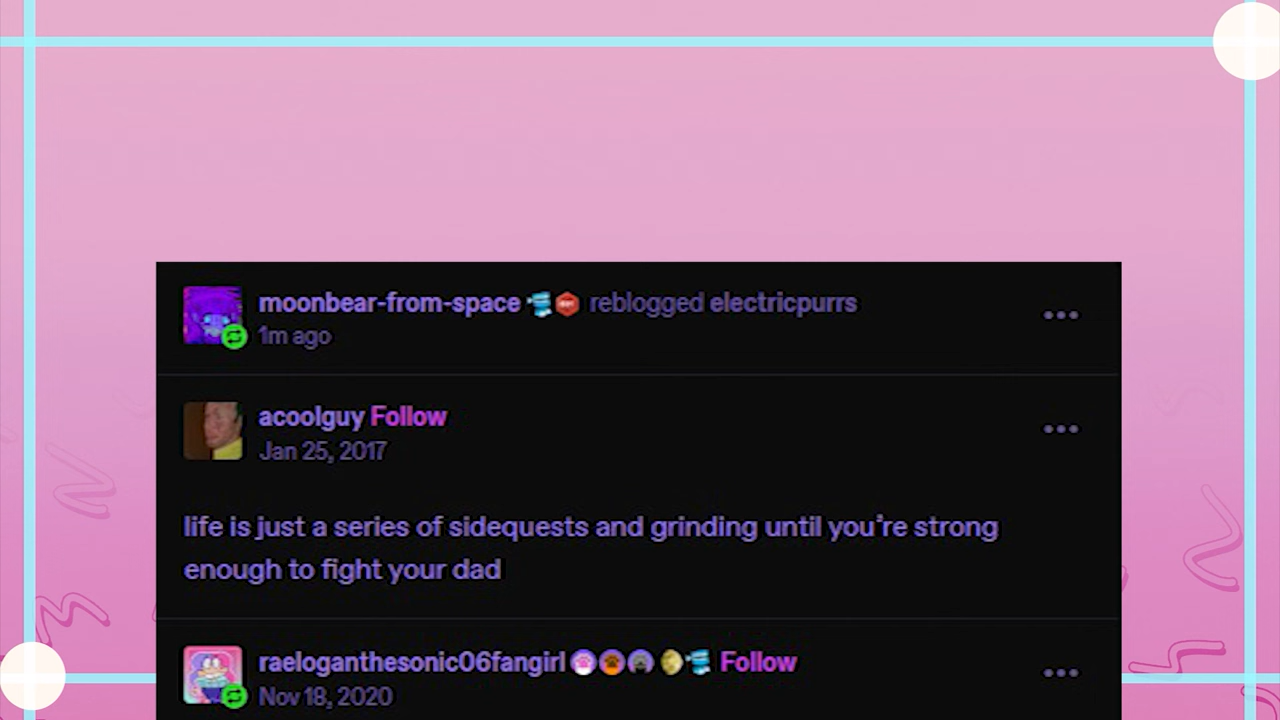 moonbear-from-space reblogged electricpurrs
1m ago
acoolguy Follow
Jan 25, 2017
life is just a series of sidequests and grinding until you're strong
enough to fight your dad
raeloganthesonic06fangirl Follow
Nov 18, 2020